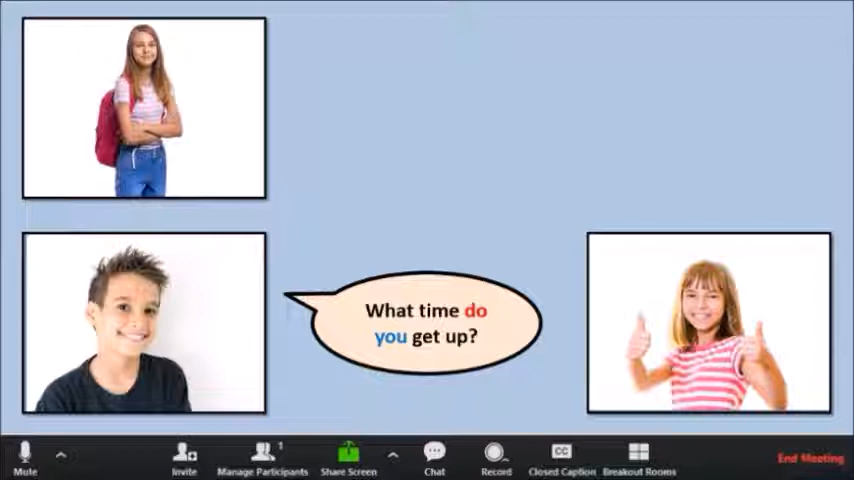 What time do
you get up?
1
Mute
Invite
Manage Participants
Share Screen
Chat
Record
CC
Closed Caption
Breakout Rooms
End Meeting